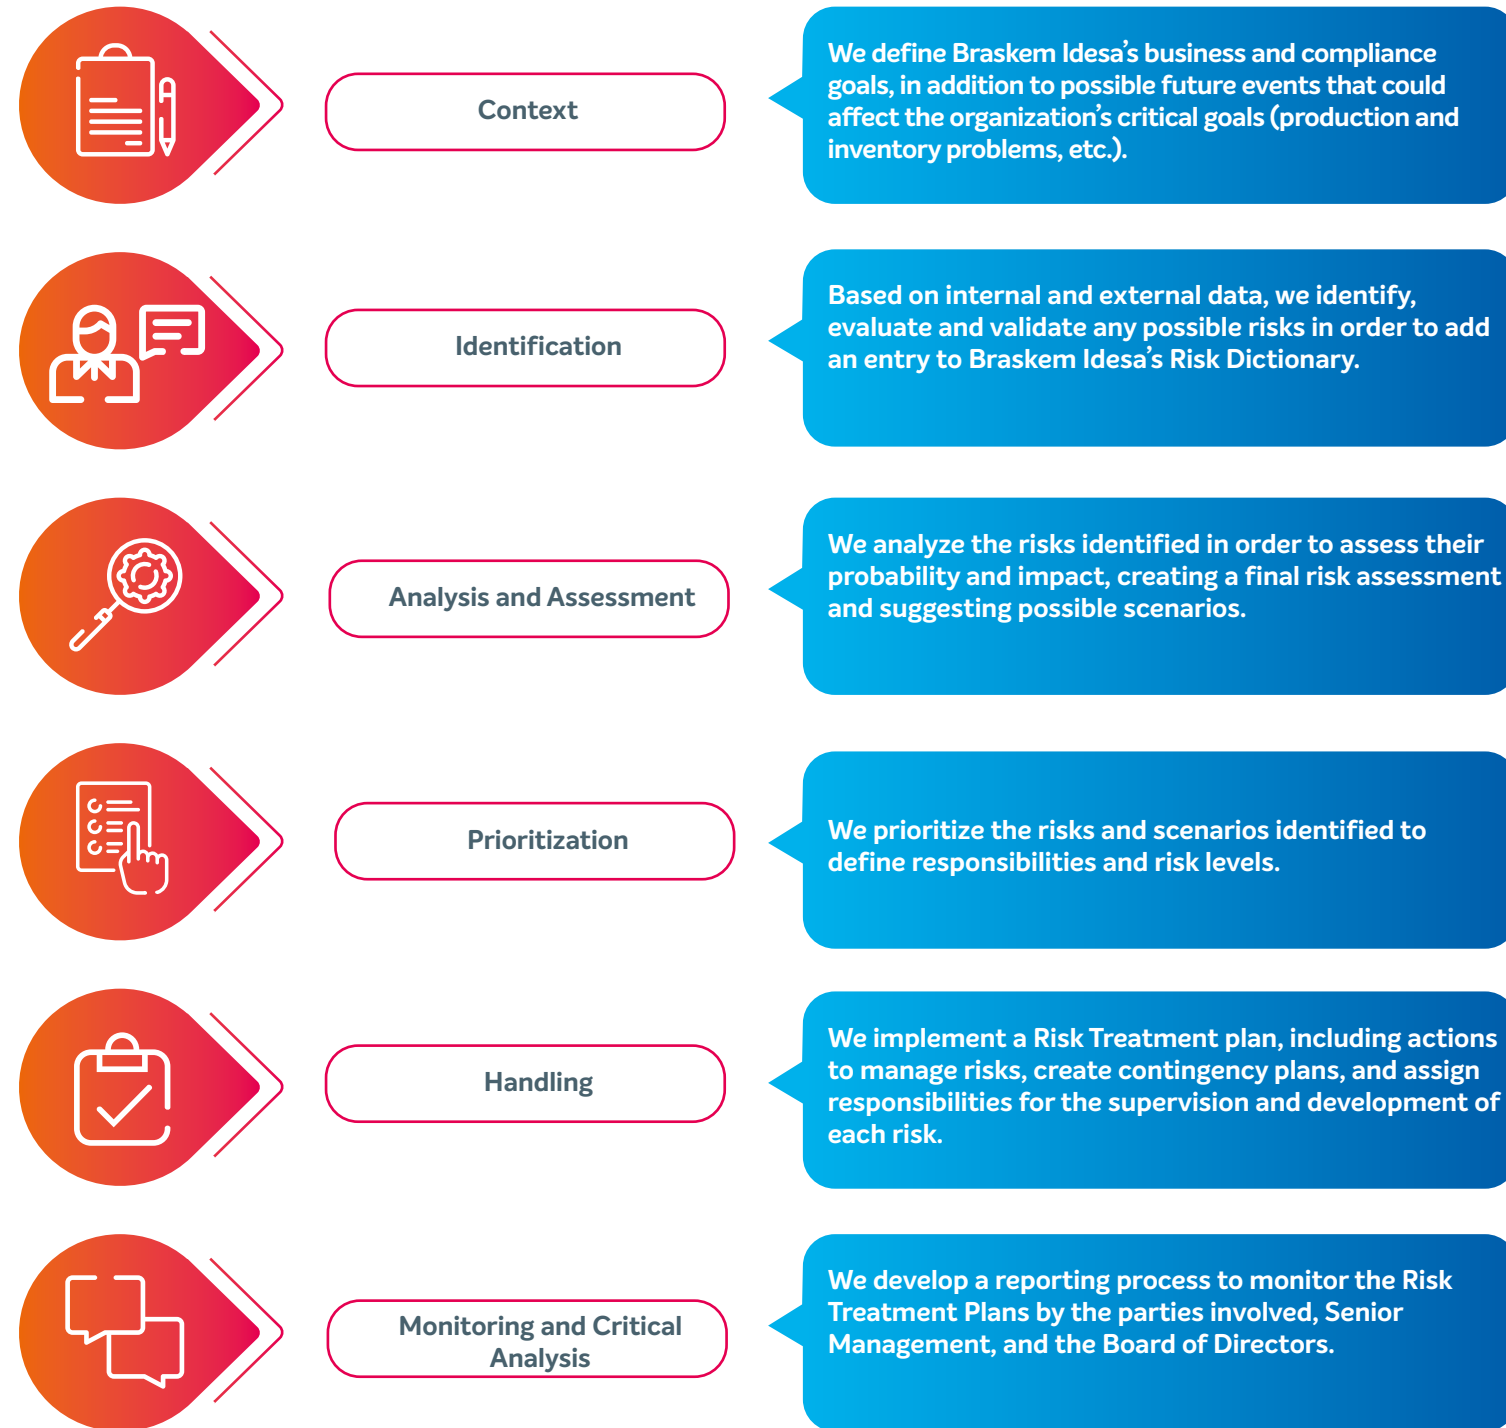 Context
We define Braskem Idesa's business and compliance
goals, in addition to possible future events that could
affect the organization's critical goals (production and
inventory problems, etc.).
Identification
Based on internal and external data, we identify,
evaluate and validate any possible risks in order to add
an entry to Braskem Idesa's Risk Dictionary.
Analysis and Assessment
We analyze the risks identified in order to assess their
probability and impact, creating a final risk assessment
and suggesting possible scenarios.
Prioritization
We prioritize the risks and scenarios identified to
define responsibilities and risk levels.
Handling
We implement a Risk Treatment plan, including actions
to manage risks, create contingency plans, and assign
responsibilities for the supervision and development of
each risk.
Monitoring and Critical
Analysis
We develop a reporting process to monitor the Risk
Treatment Plans by the parties involved, Senior
Management, and the Board of Directors.